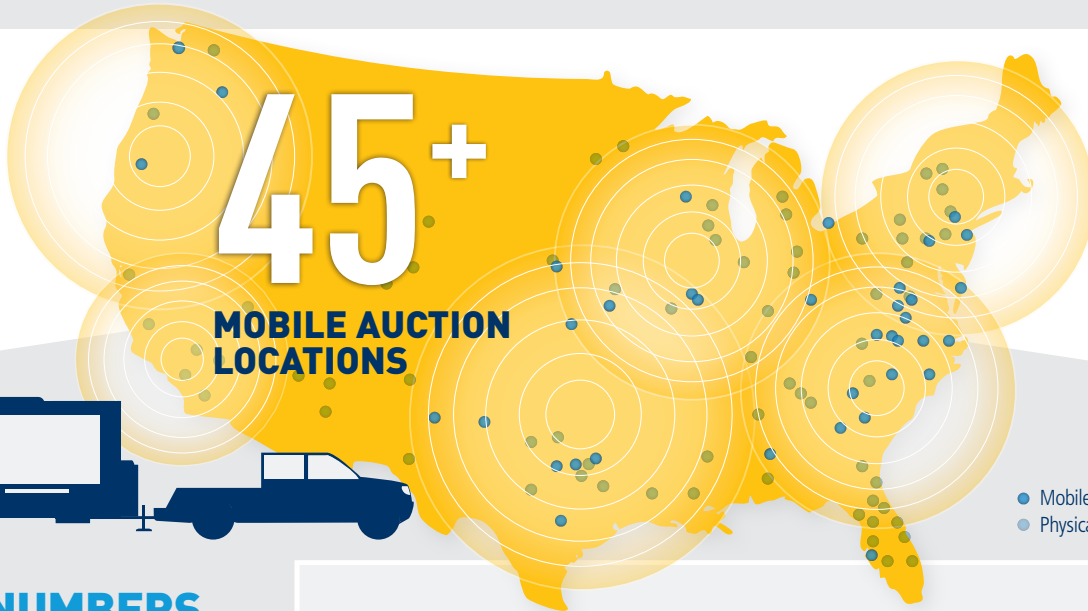 45+
MOBILE AUCTION
LOCATIONS
Mobile
Physica
NUMBERS